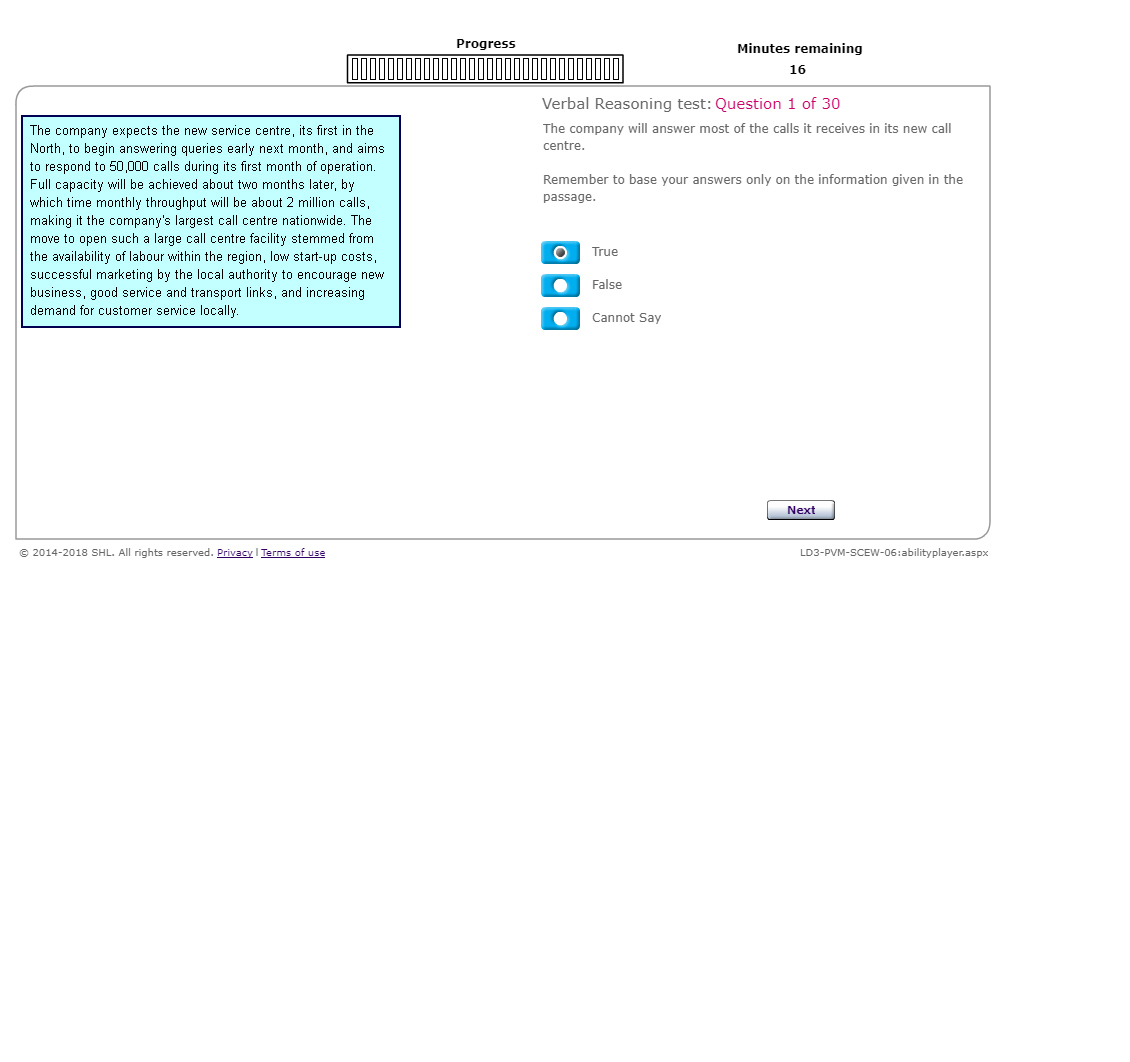 Progress
Minutes remaining
16
Verbal Reasoning test: Question 1 of 30
The company expects the new service centre, its first in the
North, to begin answering queries early next month, and aims
to respond to 50,000 calls during its first month of operation.
Full capacity will be achieved about two months later, by
which time monthly throughput will be about 2 million calls,
making it the company's largest call centre nationwide. The
move to open such a large call centre facility stemmed from
the availability of labour within the region, low start-up costs,
successful marketing by the local authority to encourage new
business, good service and transport links, and increasing
demand for customer service locally.
The company will answer most of the calls it receives in its new call
centre.
Remember to base your answers only on the information given in the
passage.
True
False
Cannot Say
Next
© 2014-2018 SHL. All rights reserved. Privacy | Terms of use
LD3-PVM-SCEW-06:abilityplayer.aspx